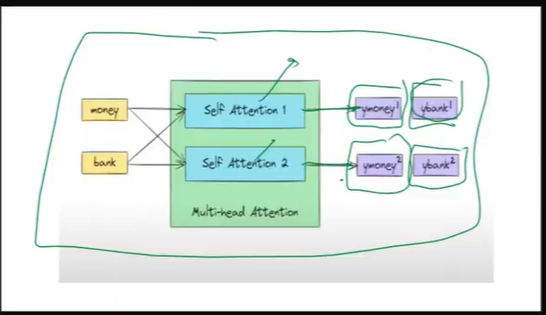 money Self Attention 1 ymoney¹ ybank¹
bank Self Attention 2 ymoney² ybank²
Multi-head Attention